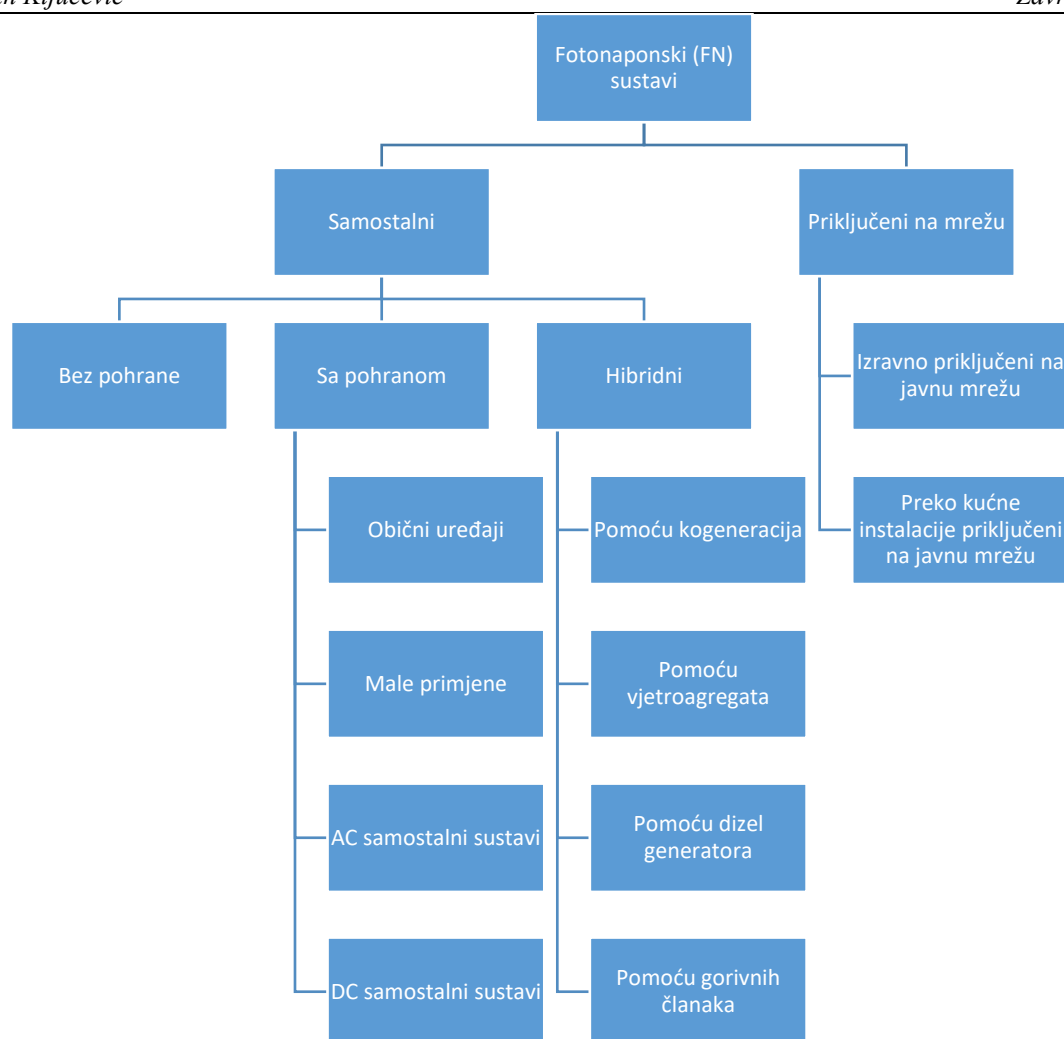 Fotonaponski (FN)
sustavi
Samostalni
Priključeni na mrežu
Bez pohrane
Sa pohranom
Hibridni
Izravno priključeni na
javnu mrežu
Obični uređaji
Pomoću kogeneracija
Preko kućne
instalacije priključeni
na javnu mrežu
Male primjene
Pomoću
vjetroagregata
AC samostalni sustavi
Pomoću dizel
generatora
DC samostalni sustavi
Pomoću gorivnih
članaka